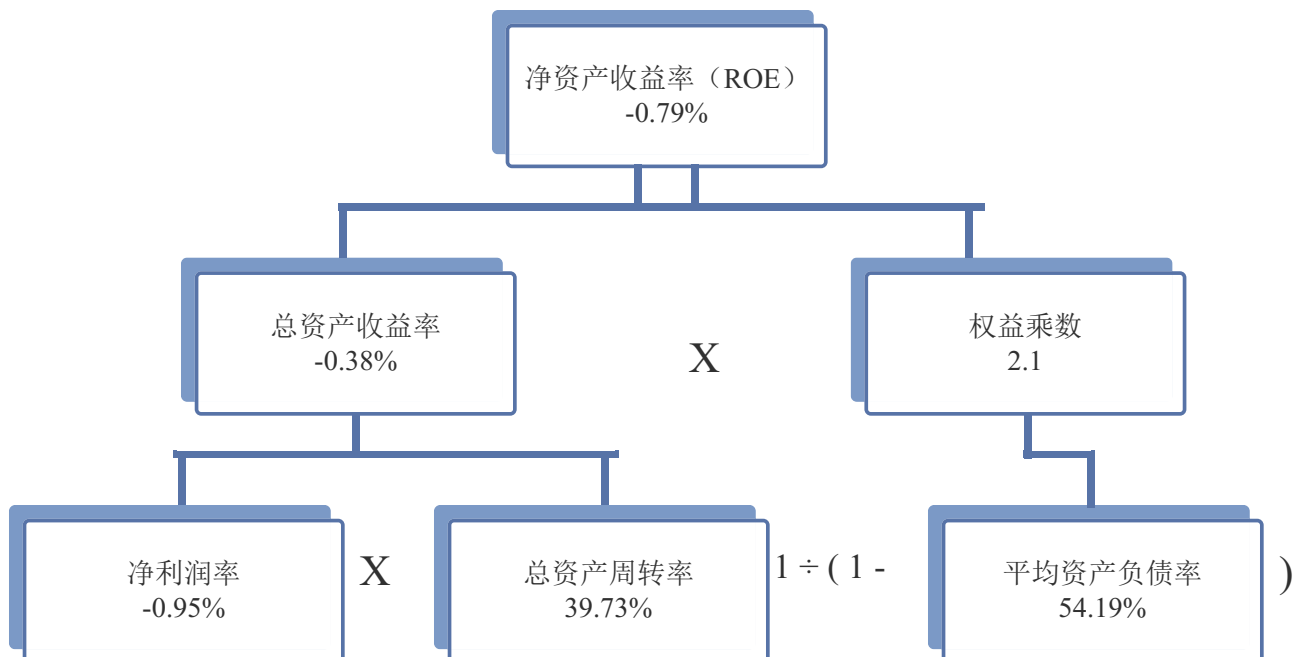 净资产收益率（ROE）
-0.79%
总资产收益率
-0.38%
X
权益乘数
2.1
净利润率
-0.95%
X
总资产周转率
39.73%
1 ÷ ( 1 -
平均资产负债率
54.19%
)